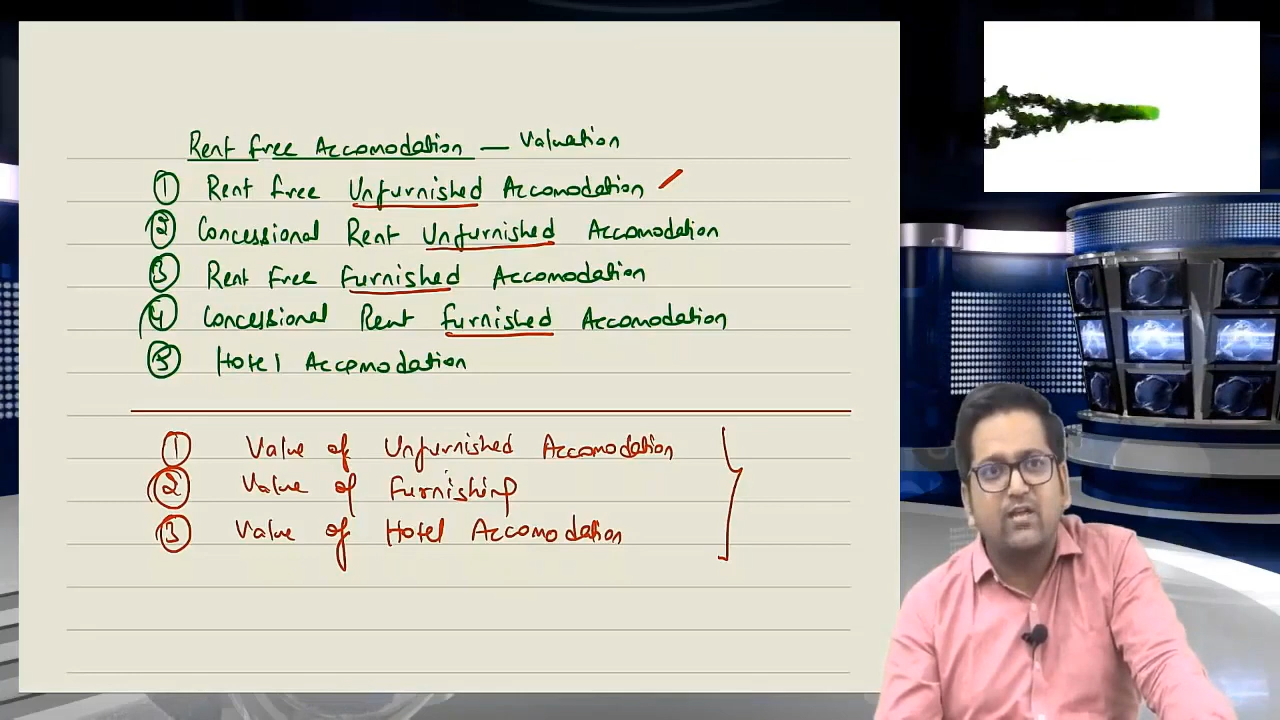 Rent free Accomodation — Valuation
① Rent free Unfurnished Accomodation
② Concessional Rent Unfurnished Accomodation
③ Rent free Furnished Accomodation
④ Concessional Rent furnished Accomodation
⑤ Hotel Accomodation
① Value of Unfurnished Accomodation
② Value of Furnishing
③ Value of Hotel Accomodation